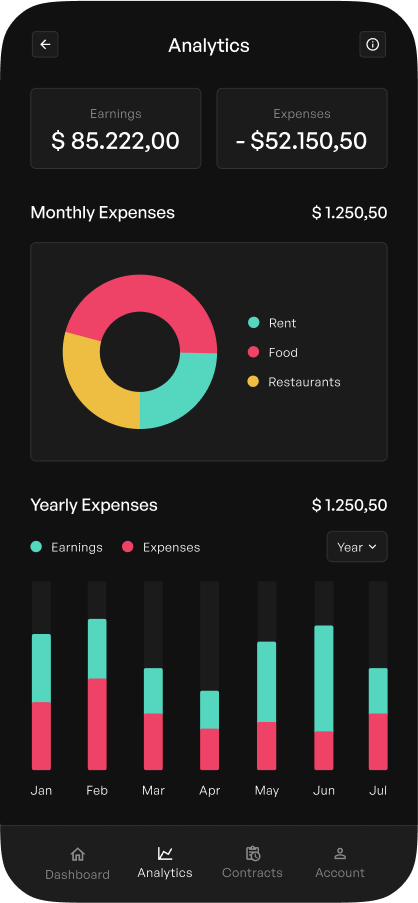 Analytics
Earnings
$ 85.222,00
Expenses
- $52.150,50
Monthly Expenses $ 1.250,50
Rent
Food
Restaurants
Yearly Expenses $ 1.250,50
Earnings Expenses Year
Jan Feb Mar Apr May Jun Jul
Dashboard Analytics Contracts Account